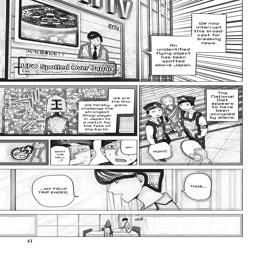 We now
interrupt
this broad-
cast for
breaking
news.
An
unidentified
flying object
has been
spotted
above Japan.
UFO Spotted Over Japan
We are
the Sho
gang.
We hereby
challenge the
strongest
Shogi player
in Japan to
a match for
the fate of
the Earth.
王
The
National
Diet
appears
to have
been
occupied
by aliens.
HUH?!
...MY FIELD
TRIP ENDED.
THUS...
41